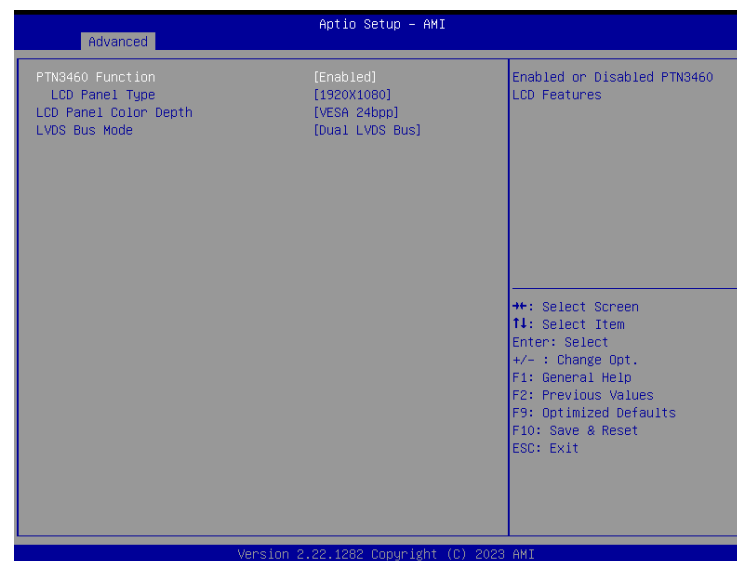 Aptio Setup – AMI
Advanced
PTN3460 Function [Enabled]
LCD Panel Type [1920X1080]
LCD Panel Color Depth [VESA 24bpp]
LVDS Bus Mode [Dual LVDS Bus]
Enabled or Disabled PTN3460
LCD Features
→←: Select Screen
↑↓: Select Item
Enter: Select
+/- : Change Opt.
F1: General Help
F2: Previous Values
F9: Optimized Defaults
F10: Save & Reset
ESC: Exit
Version 2.22.1282 Copyright (C) 2023 AMI